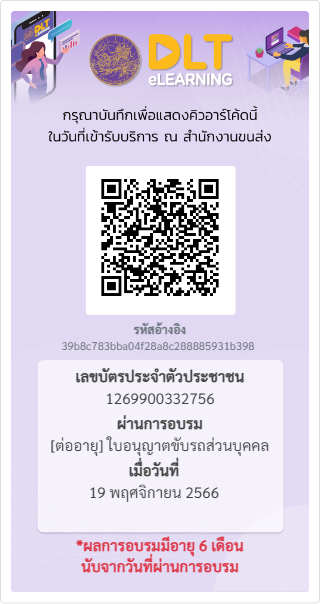 DLT
DLT
eLEARNING
กรุณาบันทึกเพื่อแสดงคิวอาร์โค้ดนี้
ในวันที่เข้ารับบริการ ณ สำนักงานขนส่ง
รหัสอ้างอิง
39b8c783bba04f28a8c288885931b398
เลขบัตรประจำตัวประชาชน
1269900332756
ผ่านการอบรม
[ต่ออายุ] ใบอนุญาตขับรถส่วนบุคคล
เมื่อวันที่
19 พฤศจิกายน 2566
*ผลการอบรมมีอายุ 6 เดือน
นับจากวันที่ผ่านการอบรม